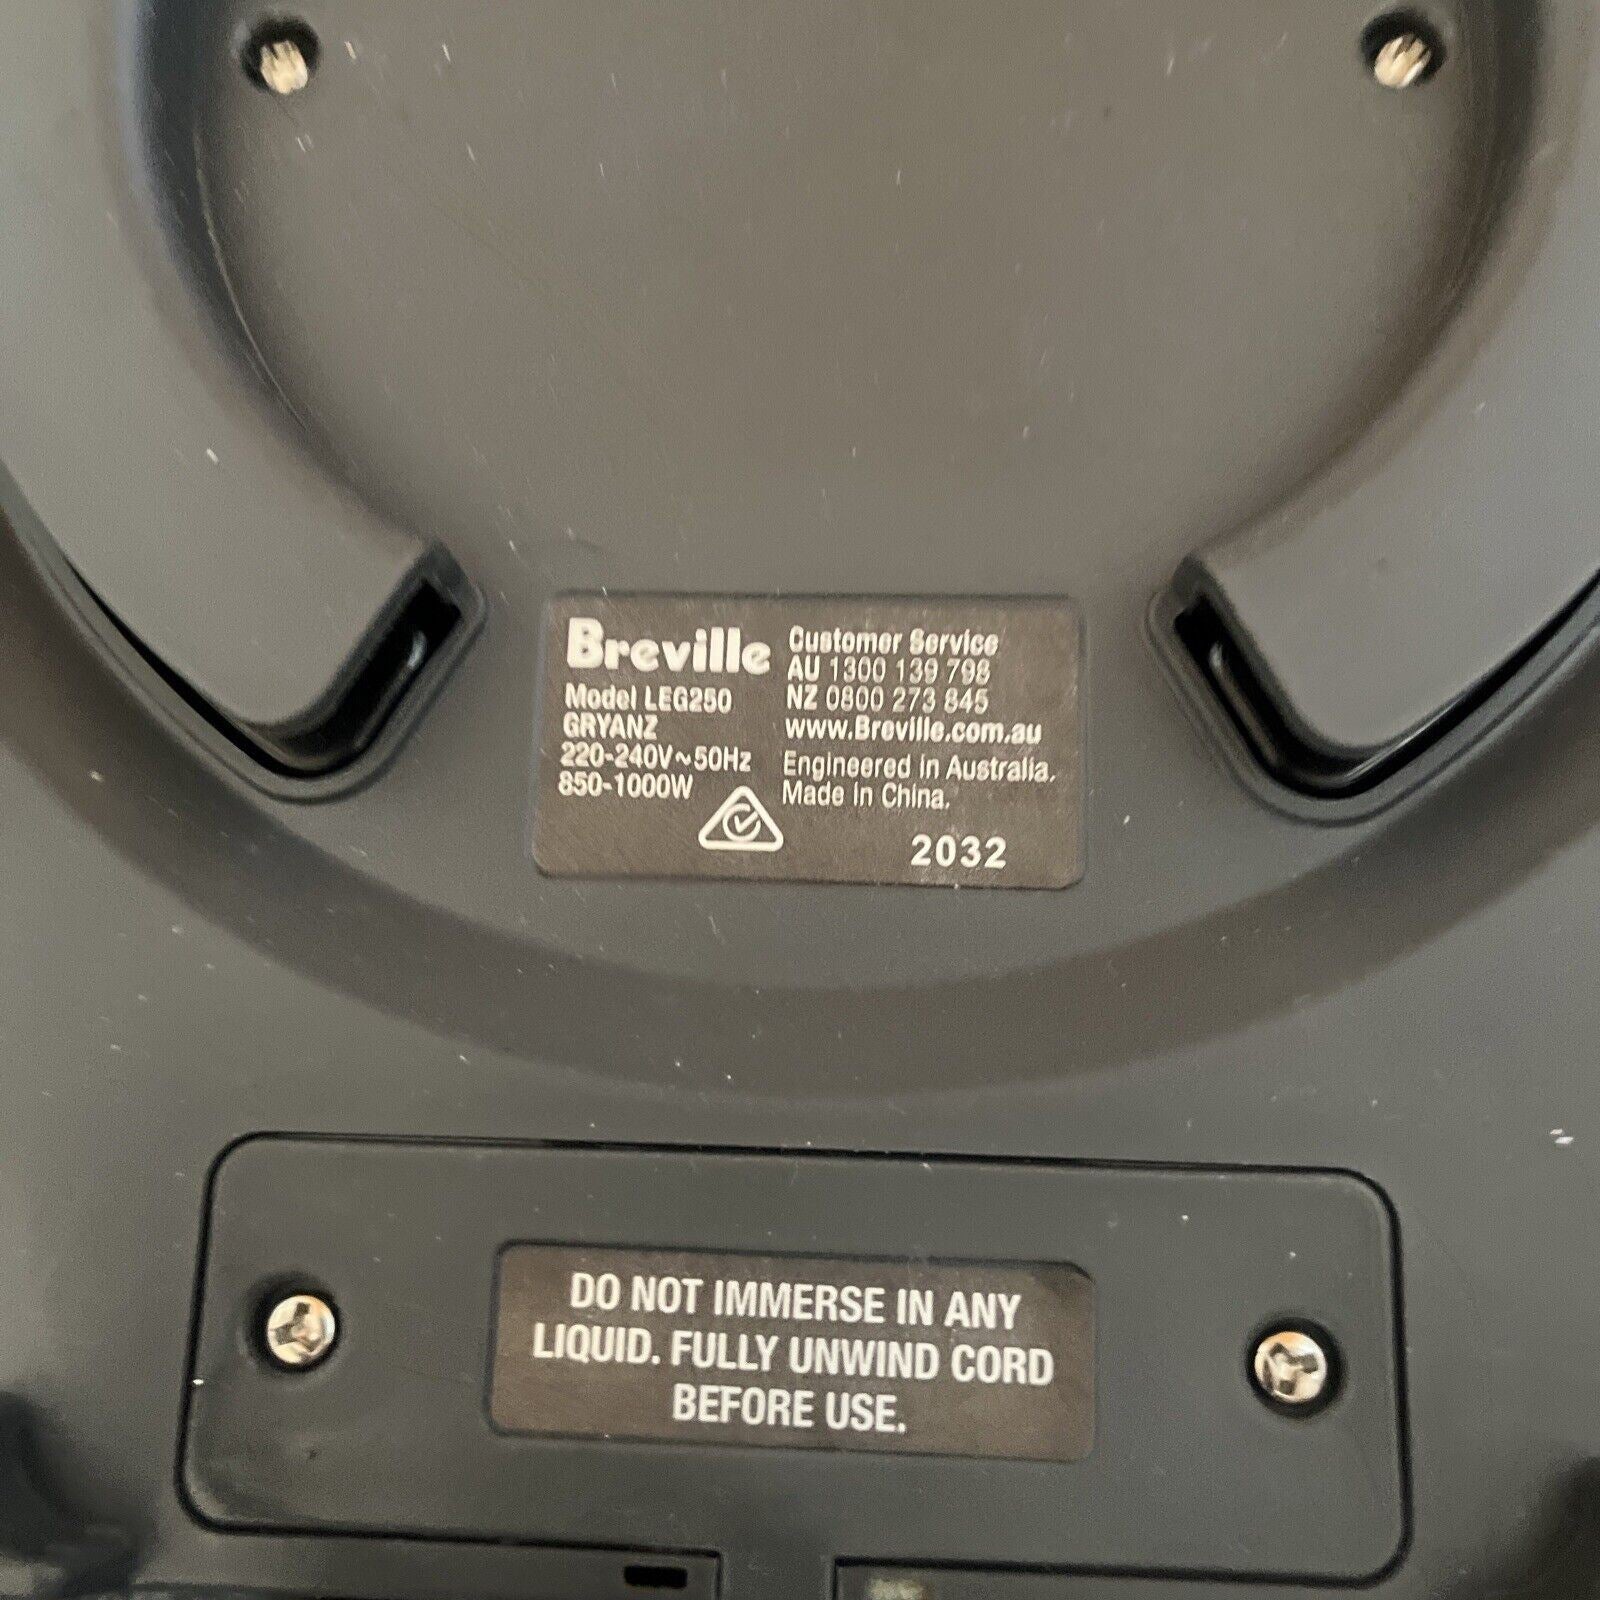 Breville
Model LEG250
GRYANZ
220-240V~50Hz
850-1000W
Customer Service
AU 1300 139 798
NZ 0800 273 845
www.Breville.com.au
Engineered in Australia.
Made in China.
2032
DO NOT IMMERSE IN ANY
LIQUID. FULLY UNWIND CORD
BEFORE USE.